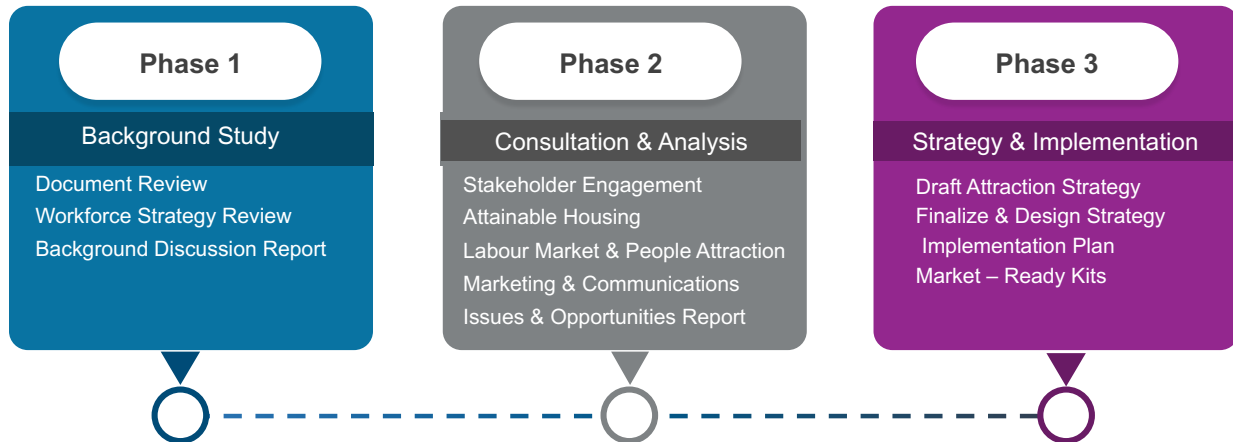 Phase 1
Background Study
Document Review
Workforce Strategy Review
Background Discussion Report
Phase 2
Consultation & Analysis
Stakeholder Engagement
Attainable Housing
Labour Market & People Attraction
Marketing & Communications
Issues & Opportunities Report
Phase 3
Strategy & Implementation
Draft Attraction Strategy
Finalize & Design Strategy
Implementation Plan
Market – Ready Kits